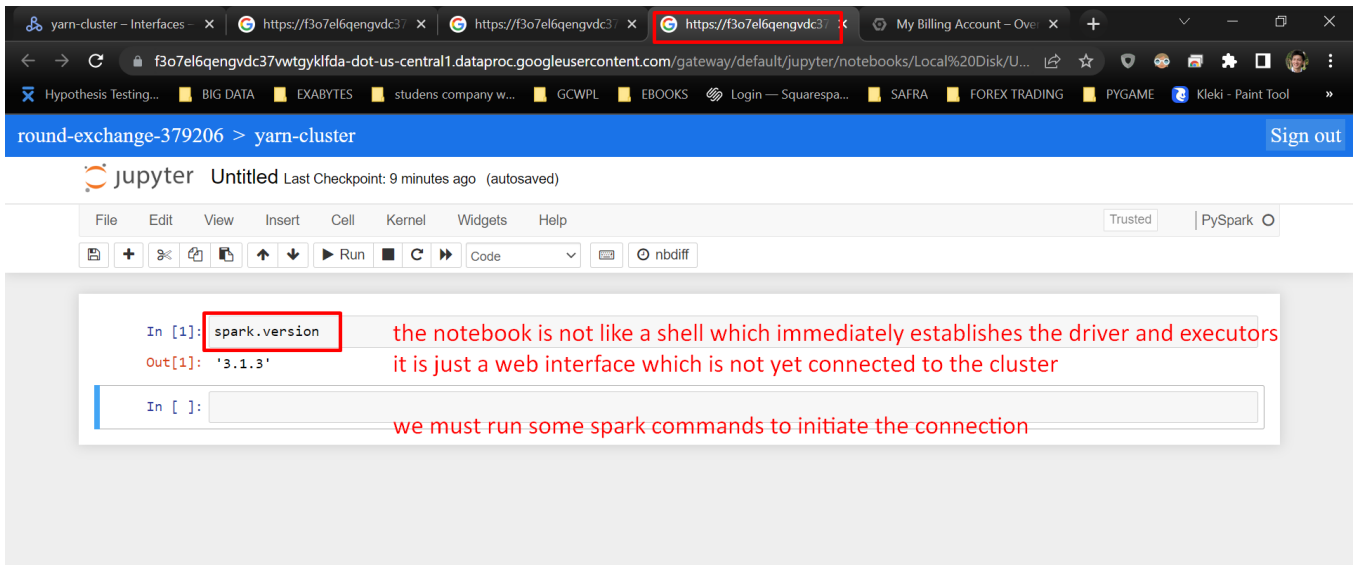 yarn-cluster – Interfaces –
https://f3o7el6qengvdc37
https://f3o7el6qengvdc37
https://f3o7el6qengvdc37
My Billing Account – Over
f3o7el6qengvdc37vwtgyklfda-dot-us-central1.dataproc.googleusercontent.com/gateway/default/jupyter/notebooks/Local%20Disk/U...
Hypothesis Testing... BIG DATA EXABYTES studens company w... GCWPL EBOOKS Login — Squarespa... SAFRA FOREX TRADING PYGAME Kleki - Paint Tool »
round-exchange-379206 > yarn-cluster Sign out
jupyter Untitled Last Checkpoint: 9 minutes ago (autosaved)
File Edit View Insert Cell Kernel Widgets Help Trusted PySpark
Run Code nbdiff
In [1]: spark.version the notebook is not like a shell which immediately establishes the driver and executors
Out[1]: '3.1.3' it is just a web interface which is not yet connected to the cluster
In [ ]:
we must run some spark commands to initiate the connection